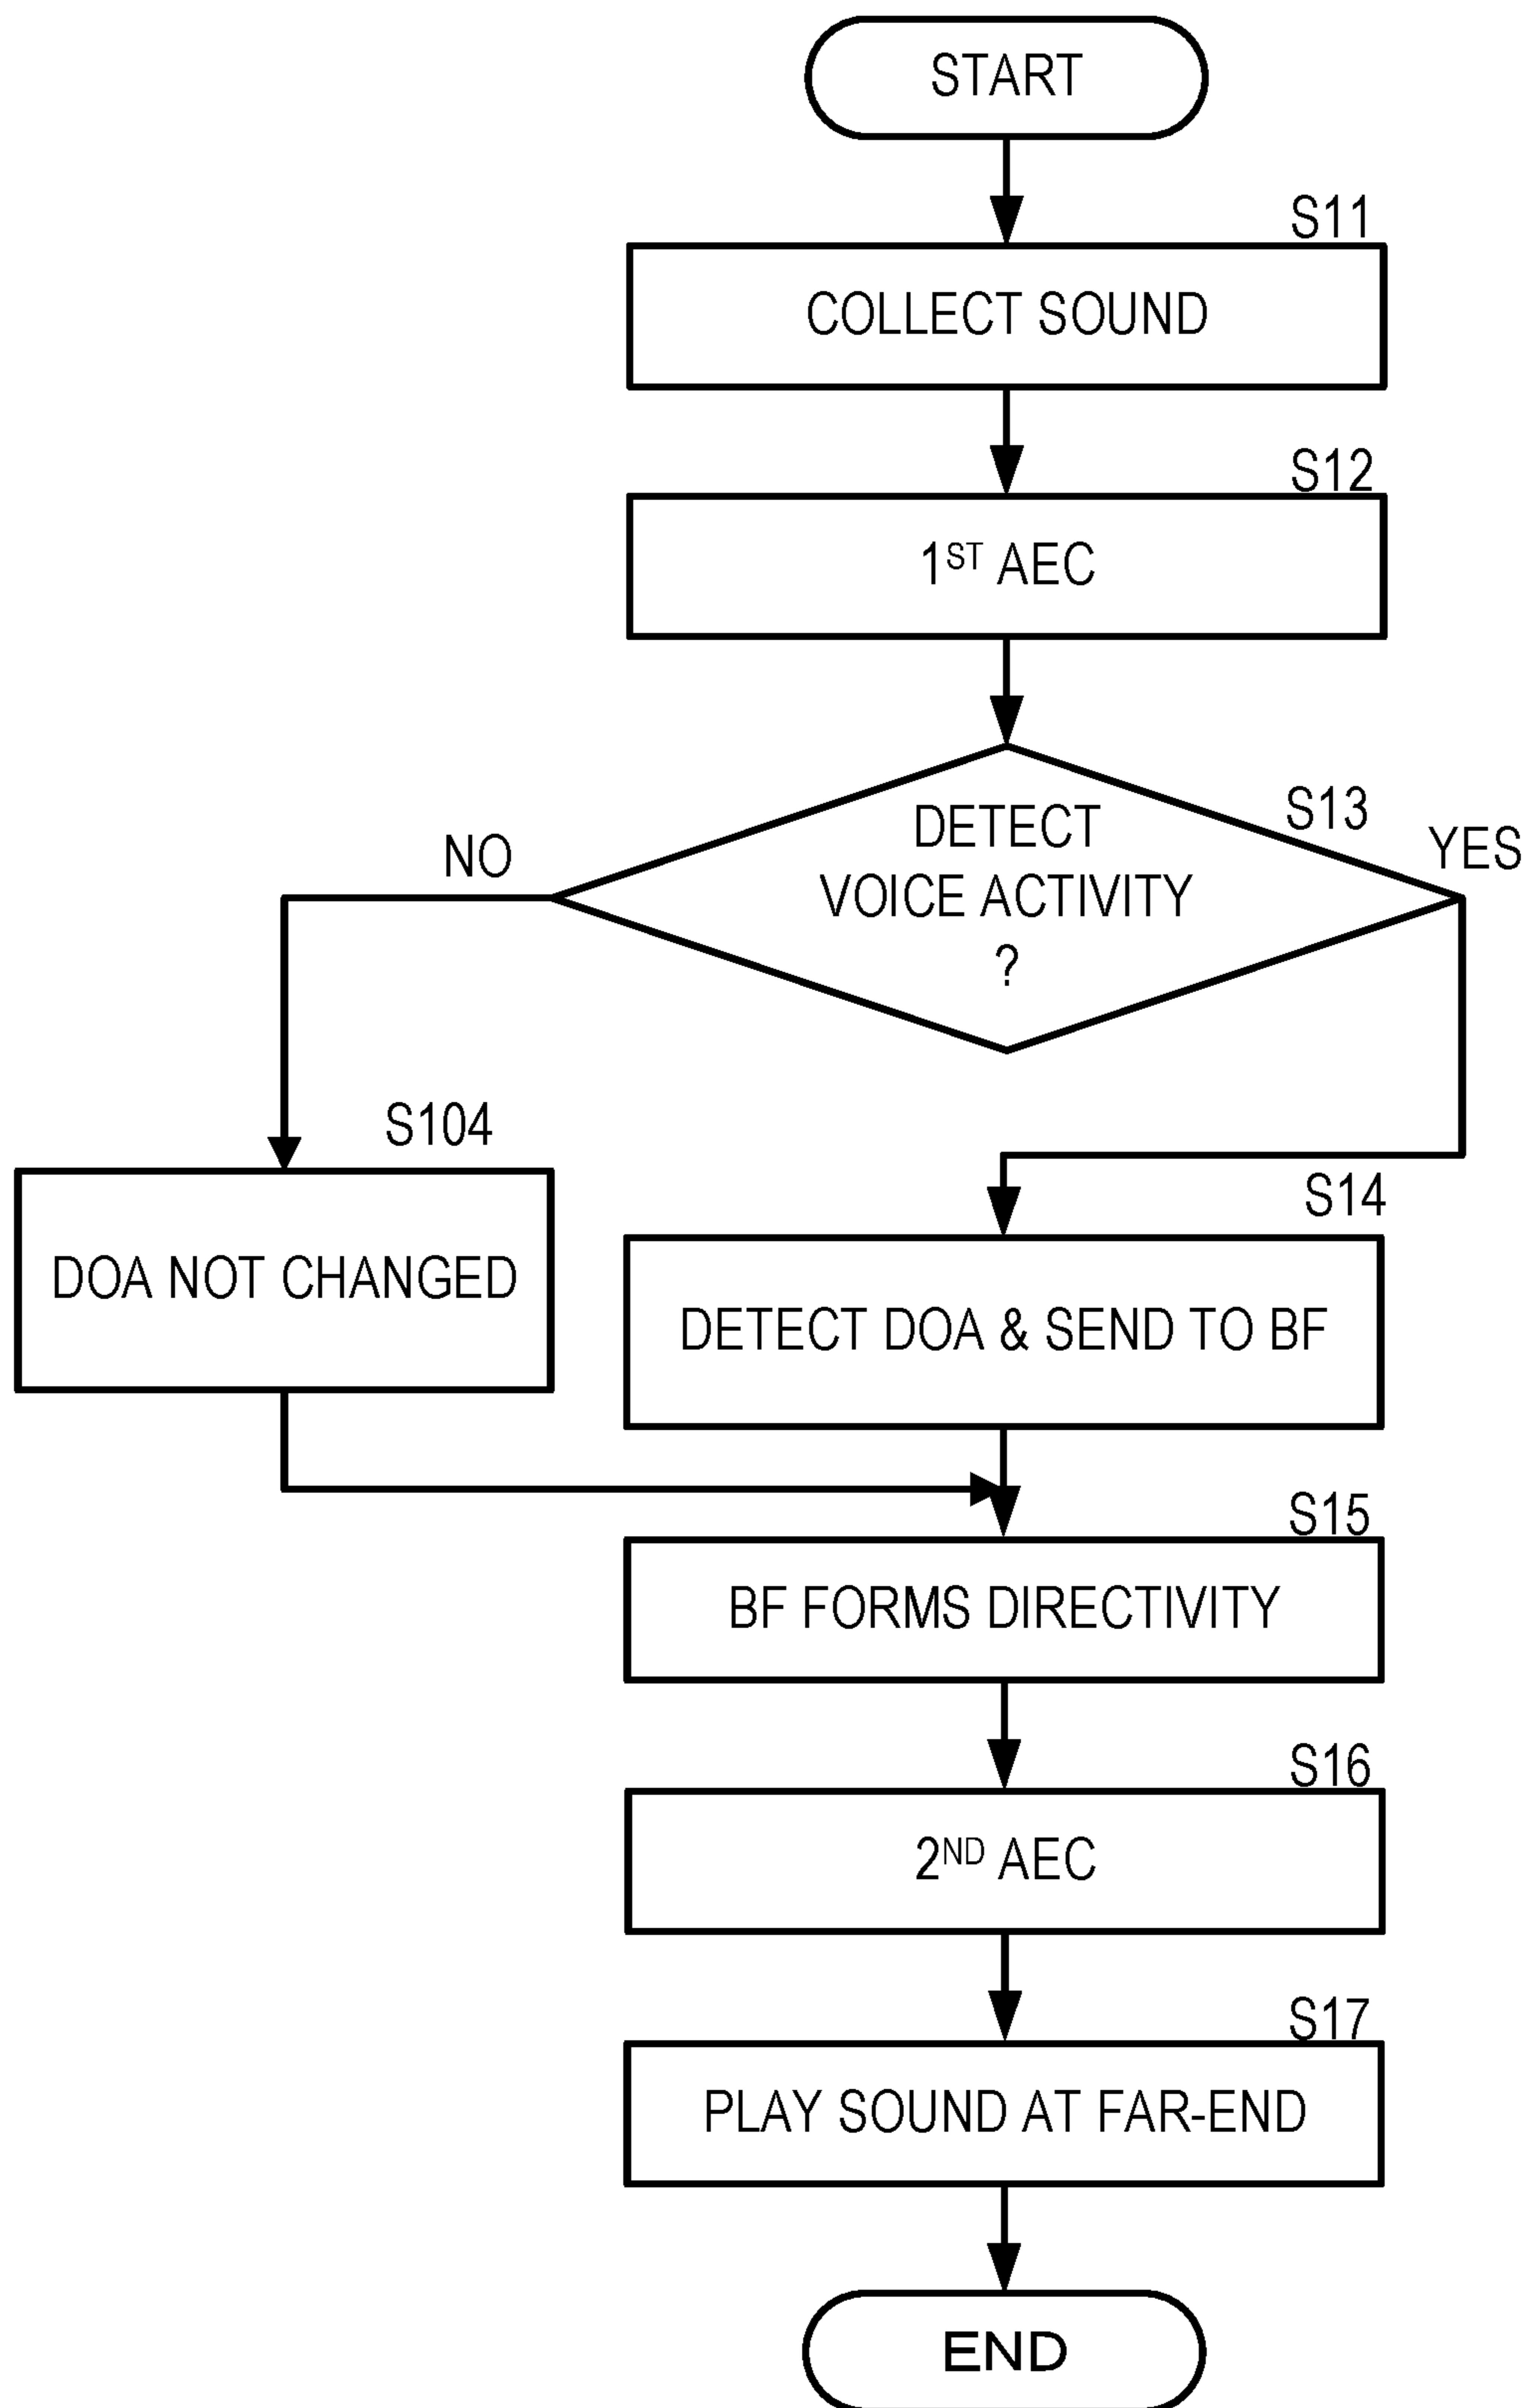 START
S11
COLLECT SOUND
S12
1ST AEC
S13
DETECT
VOICE ACTIVITY
?
NO
YES
S104
DOA NOT CHANGED
S14
DETECT DOA & SEND TO BF
S15
BF FORMS DIRECTIVITY
S16
2ND AEC
S17
PLAY SOUND AT FAR-END
END